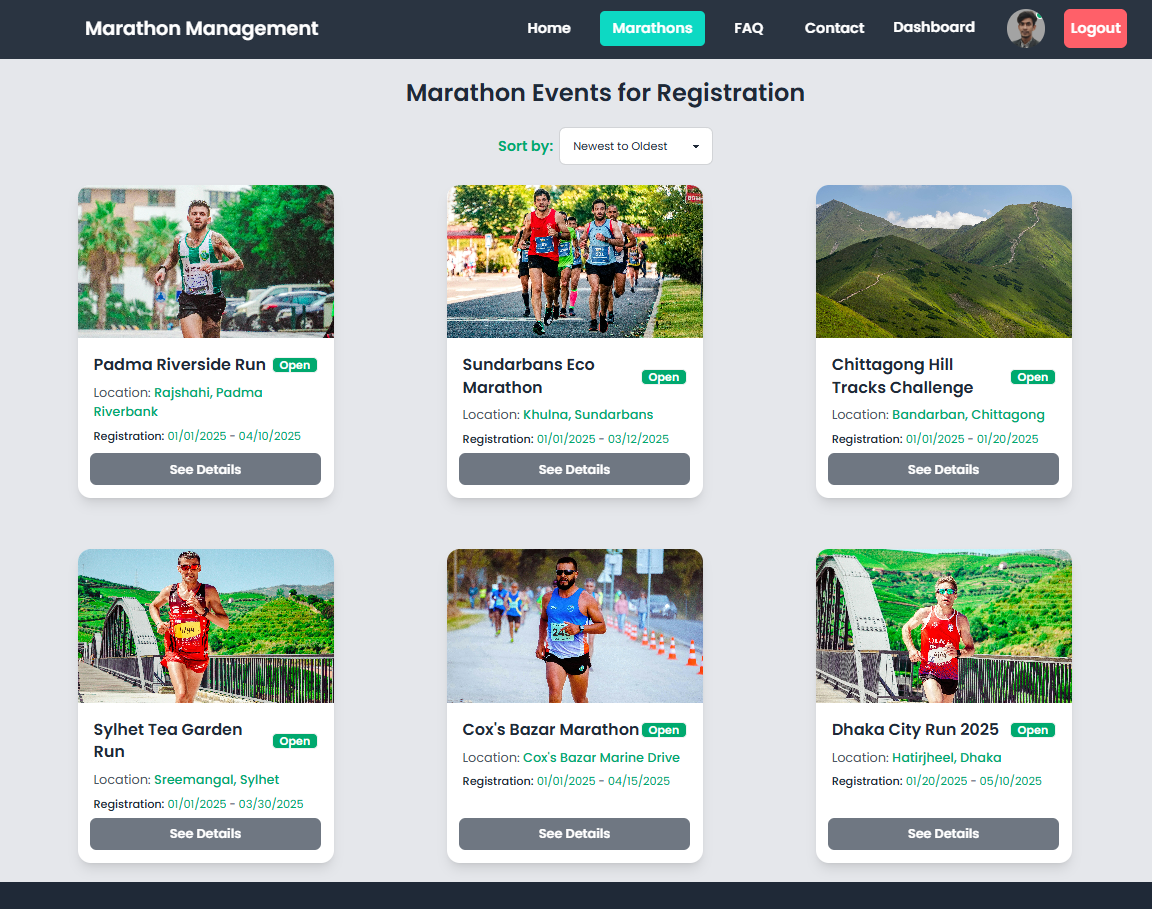 Marathon Management Home Marathons FAQ Contact Dashboard Logout
Marathon Events for Registration
Sort by: Newest to Oldest
Padma Riverside Run Open
Location: Rajshahi, Padma
Riverbank
Registration: 01/01/2025 - 04/10/2025
See Details
Sundarbans Eco
Marathon
Open
Location: Khulna, Sundarbans
Registration: 01/01/2025 - 03/12/2025
See Details
Chittagong Hill
Tracks Challenge
Open
Location: Bandarban, Chittagong
Registration: 01/01/2025 - 01/20/2025
See Details
Sylhet Tea Garden
Run
Open
Location: Sreemangal, Sylhet
Registration: 01/01/2025 - 03/30/2025
See Details
Cox's Bazar Marathon Open
Location: Cox's Bazar Marine Drive
Registration: 01/01/2025 - 04/15/2025
See Details
Dhaka City Run 2025 Open
Location: Hatirjheel, Dhaka
Registration: 01/20/2025 - 05/10/2025
See Details